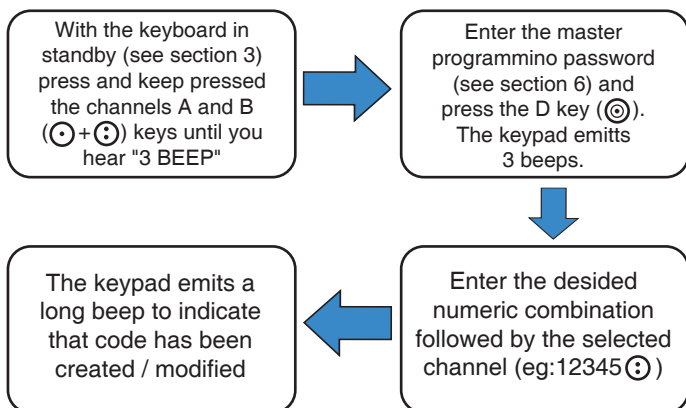 With the keyboard in
standby (see section 3)
press and keep pressed
the channels A and B
(⊙+⊙) keys until you
hear "3 BEEP"
Enter the master
programmino password
(see section 6) and
press the D key (◎).
The keypad emitts
3 beeps.
Enter the desided
numeric combination
followed by the selected
channel (eg:12345⊙)
The keypad emits a
long beep to indicate
that code has been
created / modified